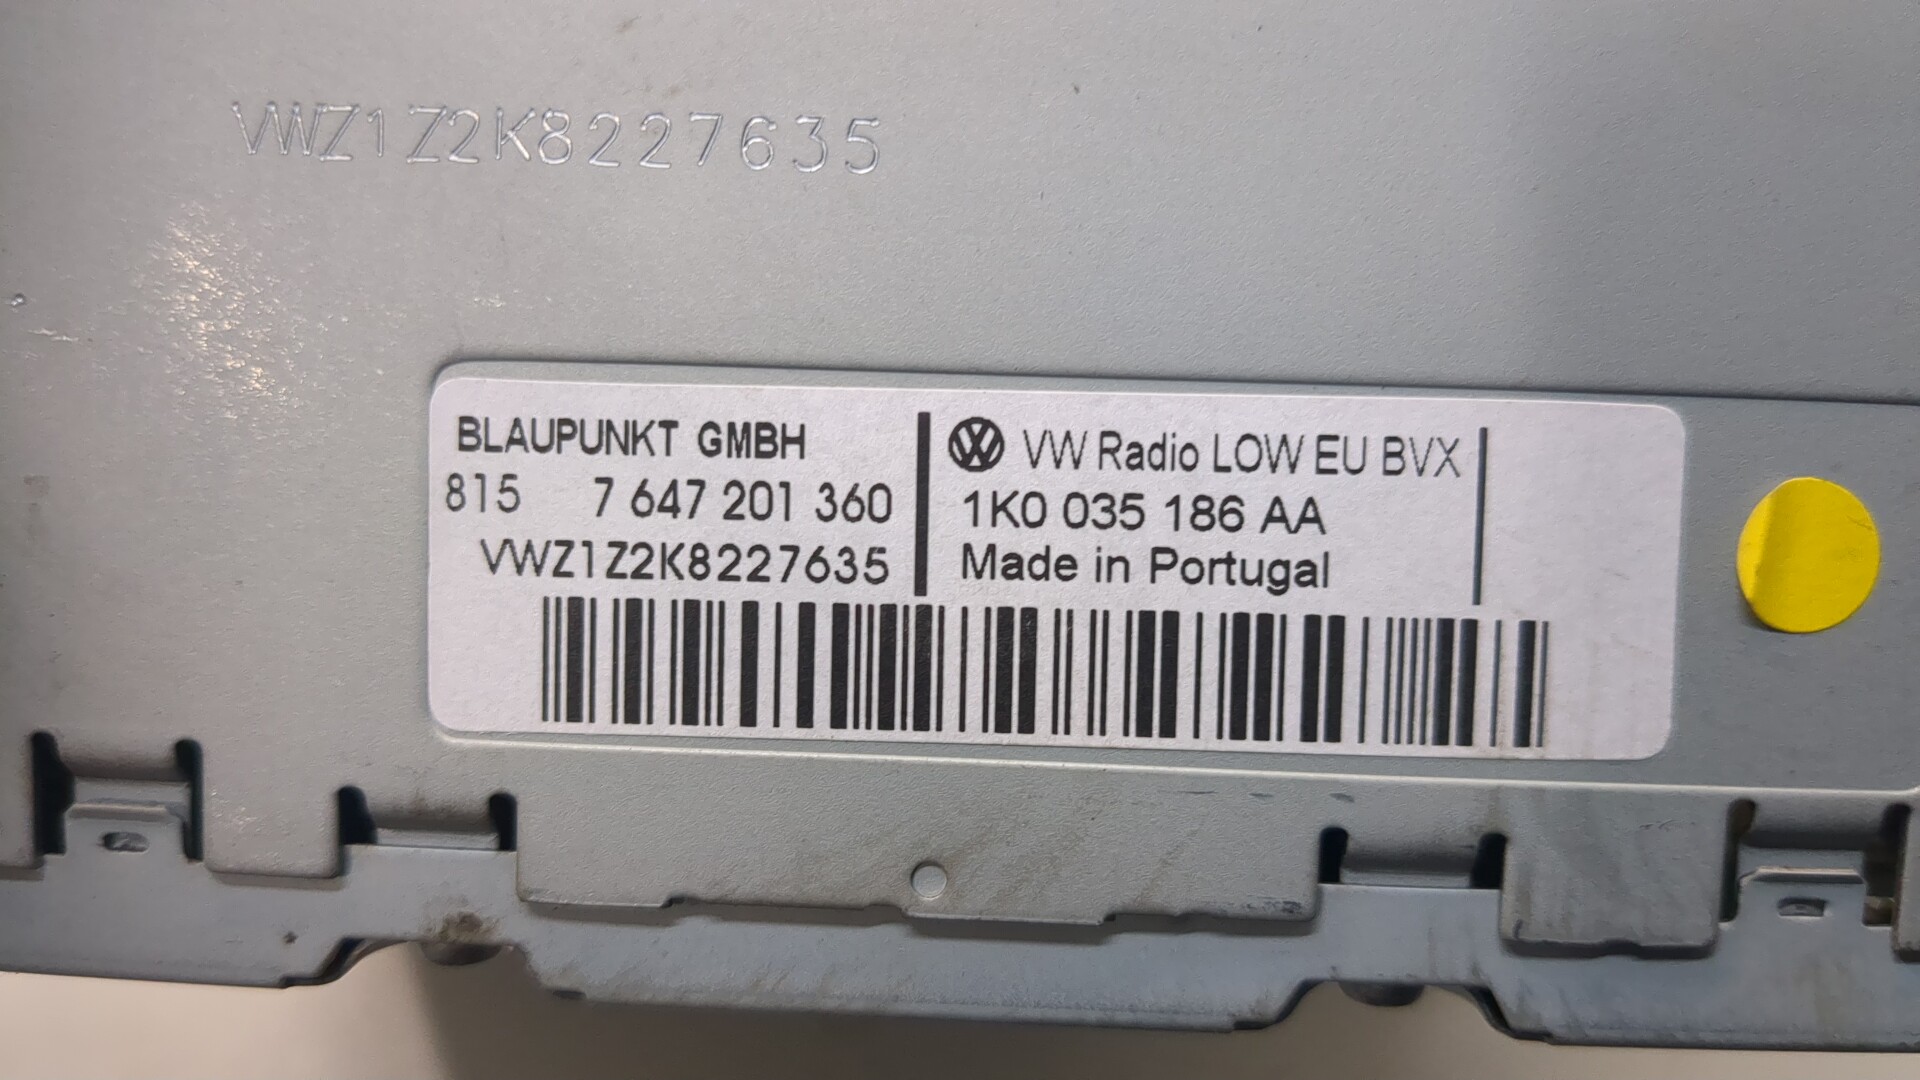 VWZ1Z2K8227635
BLAUPUNKT GMBH
815 7 647 201 360
VWZ1Z2K8227635
VW Radio LOW EU BVX
1K0 035 186 AA
Made in Portugal